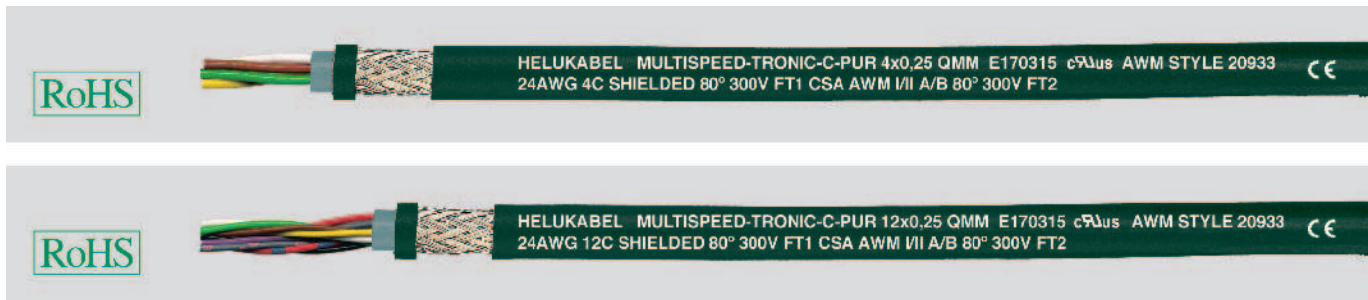 HELUKABEL MULTISPEED-TRONIC-C-PUR 4x0,25 QMM E170315 cRUus AWM STYLE 20933 CE
24AWG 4C SHIELDED 80° 300V FT1 CSA AWM I/II A/B 80° 300V FT2
RoHS
HELUKABEL MULTISPEED-TRONIC-C-PUR 12x0,25 QMM E170315 cRUus AWM STYLE 20933 CE
24AWG 12C SHIELDED 80° 300V FT1 CSA AWM I/II A/B 80° 300V FT2
RoHS